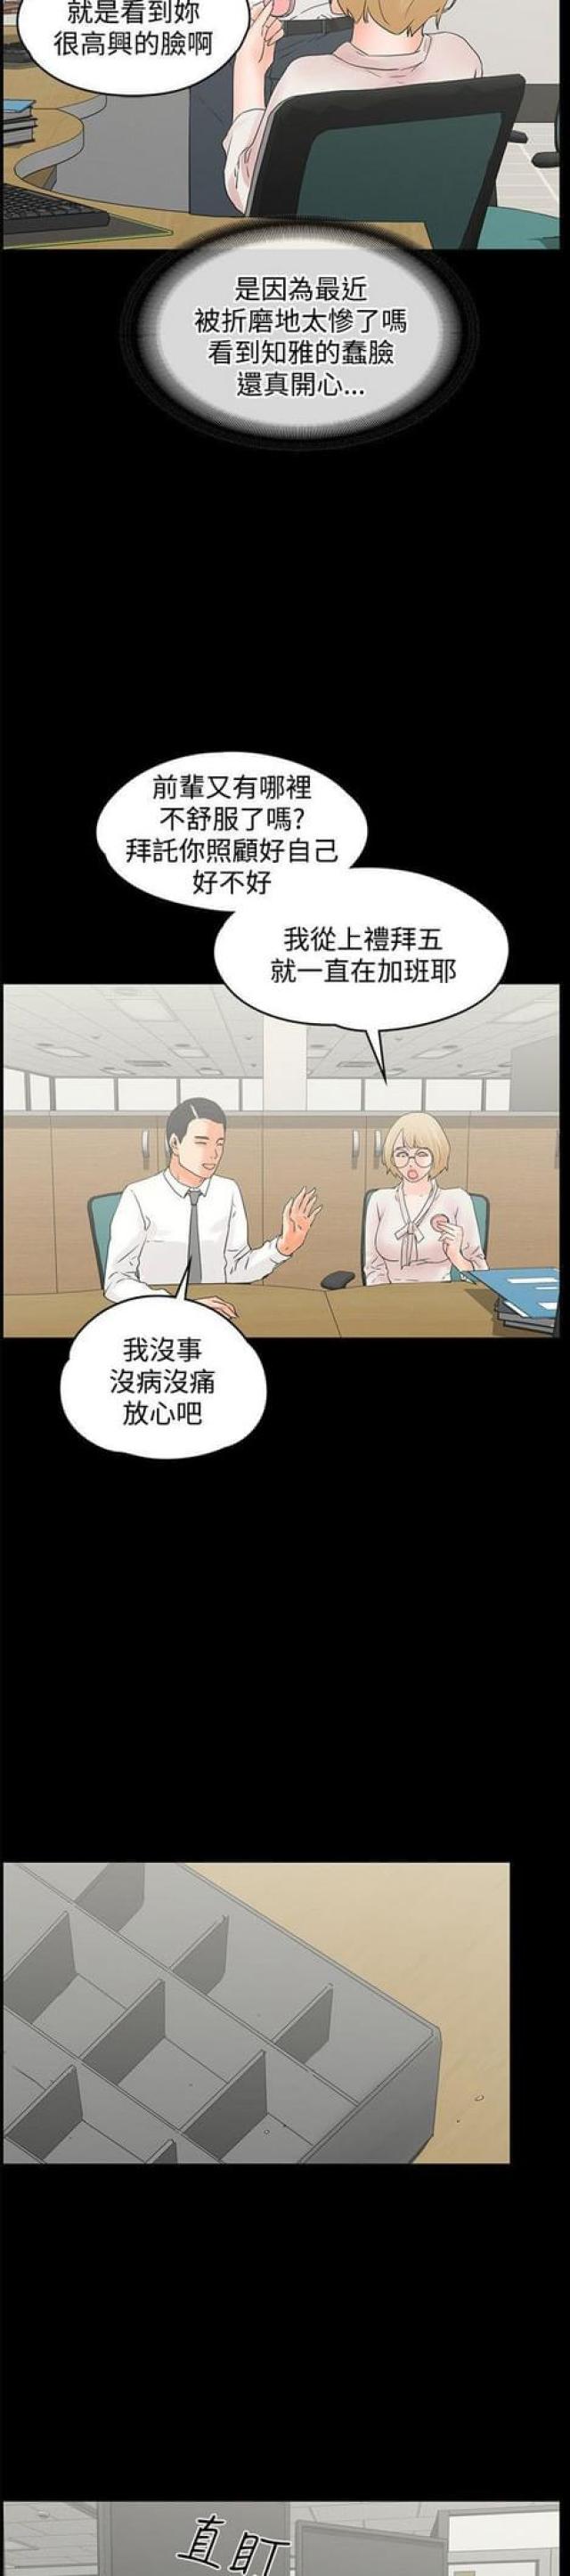 就是看到妳
很高興的臉啊
是因為最近
被折磨地太慘了嗎
看到知雅的蠢臉
還真開心...
前輩又有哪裡
不舒服了嗎?
拜託你照顧好自己
好不好
我從上禮拜五
就一直在加班耶
我沒事
沒病沒痛
放心吧
直盯